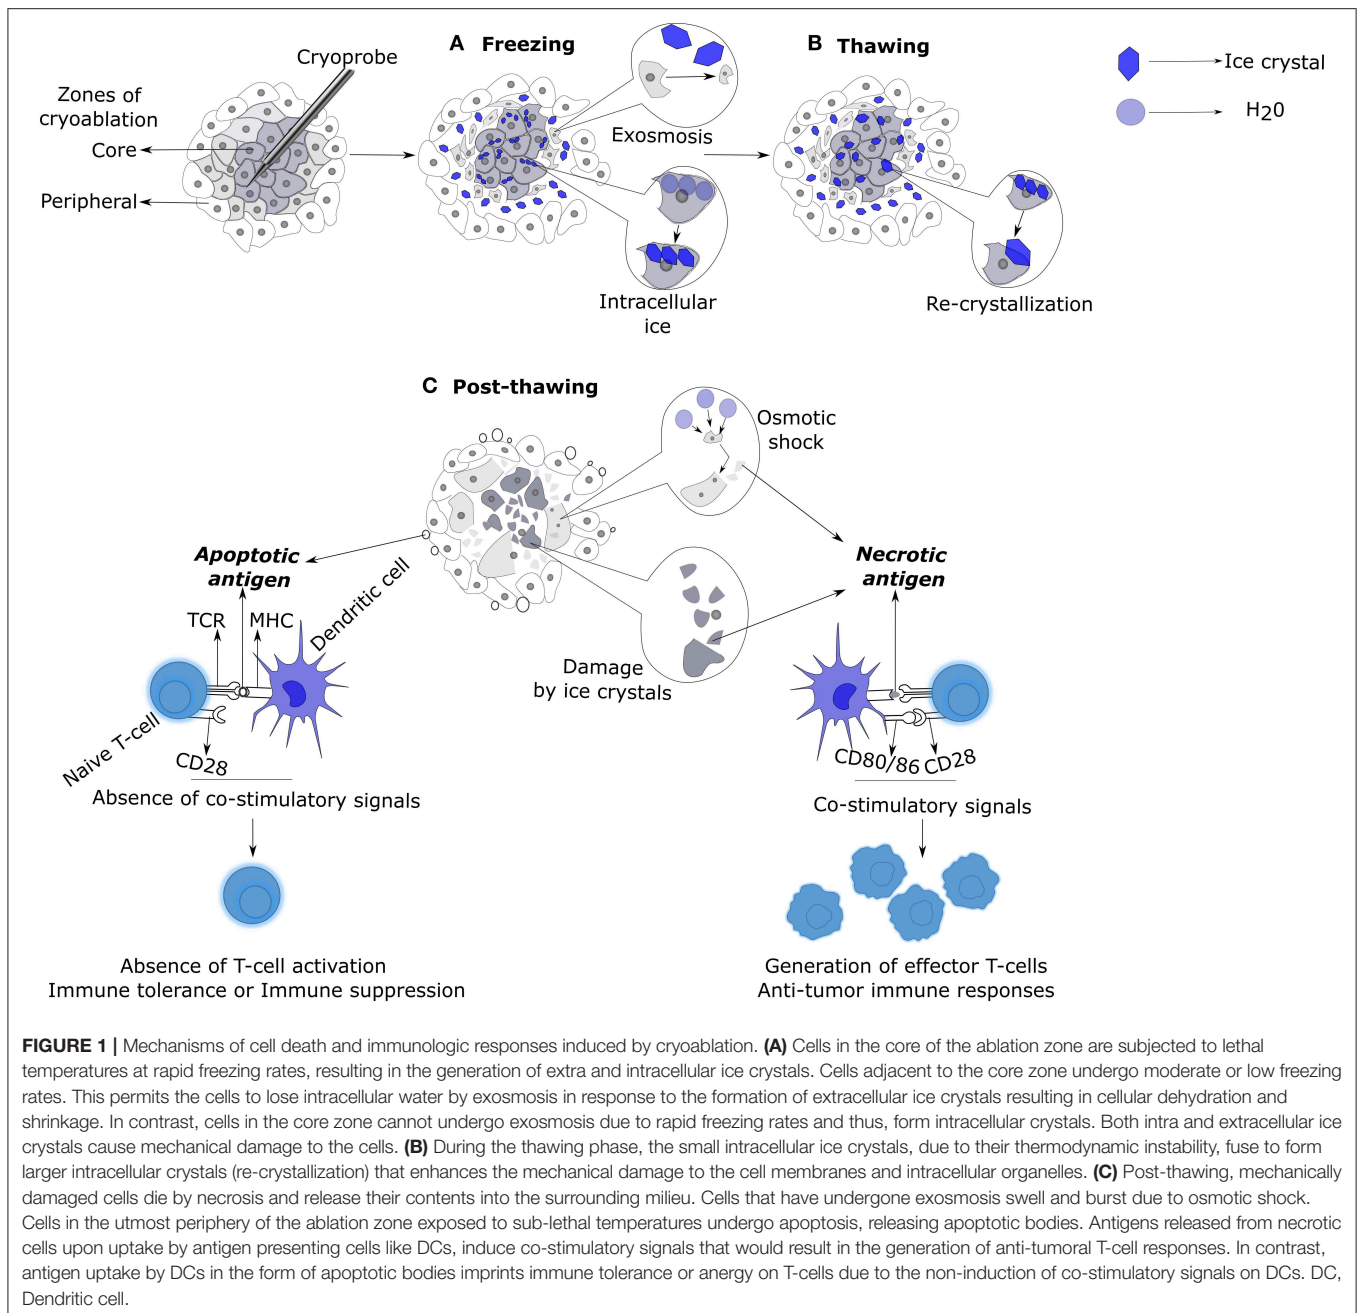 A Freezing
B Thawing
Cryoprobe
Zones of
cryoablation
Core
Peripheral
Exosmosis
Intracellular
ice
Re-crystallization
Ice crystal
H20
C Post-thawing
Osmotic
shock
Apoptotic
antigen
Necrotic
antigen
TCR
MHC
Dendritic cell
Damage
by ice crystals
Naive T-cell
CD28
CD80/86
CD28
Absence of co-stimulatory signals
Co-stimulatory signals
Absence of T-cell activation
Immune tolerance or Immune suppression
Generation of effector T-cells
Anti-tumor immune responses
FIGURE 1 | Mechanisms of cell death and immunologic responses induced by cryoablation. (A) Cells in the core of the ablation zone are subjected to lethal
temperatures at rapid freezing rates, resulting in the generation of extra and intracellular ice crystals. Cells adjacent to the core zone undergo moderate or low freezing
rates. This permits the cells to lose intracellular water by exosmosis in response to the formation of extracellular ice crystals resulting in cellular dehydration and
shrinkage. In contrast, cells in the core zone cannot undergo exosmosis due to rapid freezing rates and thus, form intracellular crystals. Both intra and extracellular ice
crystals cause mechanical damage to the cells. (B) During the thawing phase, the small intracellular ice crystals, due to their thermodynamic instability, fuse to form
larger intracellular crystals (re-crystallization) that enhances the mechanical damage to the cell membranes and intracellular organelles. (C) Post-thawing, mechanically
damaged cells die by necrosis and release their contents into the surrounding milieu. Cells that have undergone exosmosis swell and burst due to osmotic shock.
Cells in the utmost periphery of the ablation zone exposed to sub-lethal temperatures undergo apoptosis, releasing apoptotic bodies. Antigens released from necrotic
cells upon uptake by antigen presenting cells like DCs, induce co-stimulatory signals that would result in the generation of anti-tumoral T-cell responses. In contrast,
antigen uptake by DCs in the form of apoptotic bodies imprints immune tolerance or anergy on T-cells due to the non-induction of co-stimulatory signals on DCs. DC,
Dendritic cell.